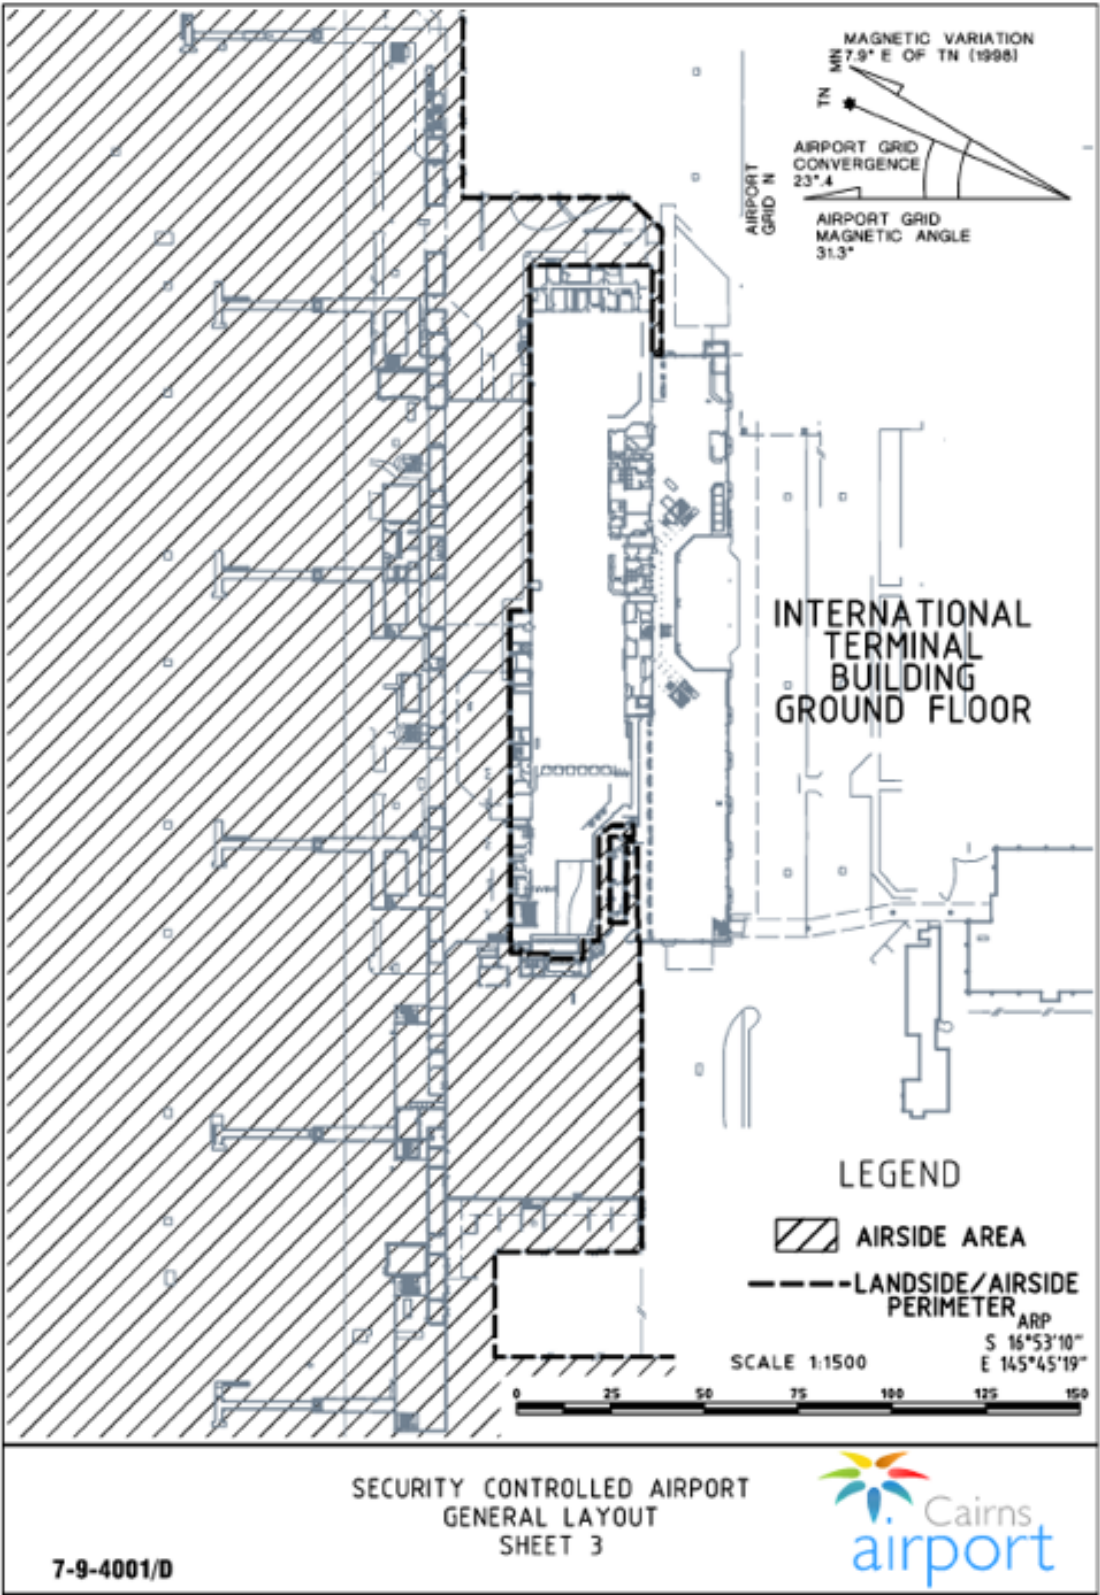 MAGNETIC VARIATION
MN 7.9° E OF TN (1998)
TN
AIRPORT GRID
CONVERGENCE
23°.4
AIRPORT
GRID N
AIRPORT GRID
MAGNETIC ANGLE
31.3°
INTERNATIONAL
TERMINAL
BUILDING
GROUND FLOOR
LEGEND
AIRSIDE AREA
LANDSIDE/AIRSIDE
PERIMETER
ARP
S 16°53'10"
E 145°45'19"
SCALE 1:1500
0 25 50 75 100 125 150
SECURITY CONTROLLED AIRPORT
GENERAL LAYOUT
SHEET 3
7-9-4001/D
Cairns
airport